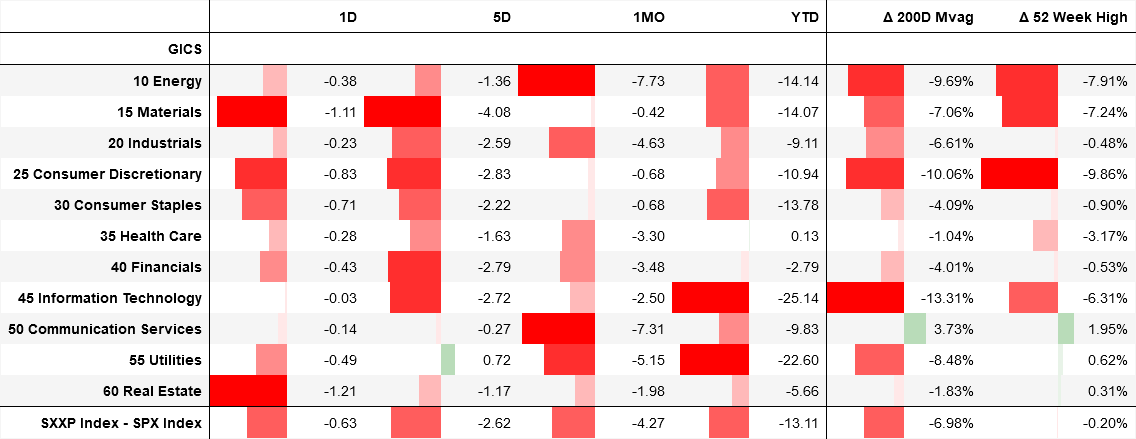 1D 5D 1MO YTD Δ 200D Mvag Δ 52 Week High
GICS
10 Energy -0.38 -1.36 -7.73 -14.14 -9.69% -7.91%
15 Materials -1.11 -4.08 -0.42 -14.07 -7.06% -7.24%
20 Industrials -0.23 -2.59 -4.63 -9.11 -6.61% -0.48%
25 Consumer Discretionary -0.83 -2.83 -0.68 -10.94 -10.06% -9.86%
30 Consumer Staples -0.71 -2.22 -0.68 -13.78 -4.09% -0.90%
35 Health Care -0.28 -1.63 -3.30 0.13 -1.04% -3.17%
40 Financials -0.43 -2.79 -3.48 -2.79 -4.01% -0.53%
45 Information Technology -0.03 -2.72 -2.50 -25.14 -13.31% -6.31%
50 Communication Services -0.14 -0.27 -7.31 -9.83 3.73% 1.95%
55 Utilities -0.49 0.72 -5.15 -22.60 -8.48% 0.62%
60 Real Estate -1.21 -1.17 -1.98 -5.66 -1.83% 0.31%
SXXP Index - SPX Index -0.63 -2.62 -4.27 -13.11 -6.98% -0.20%